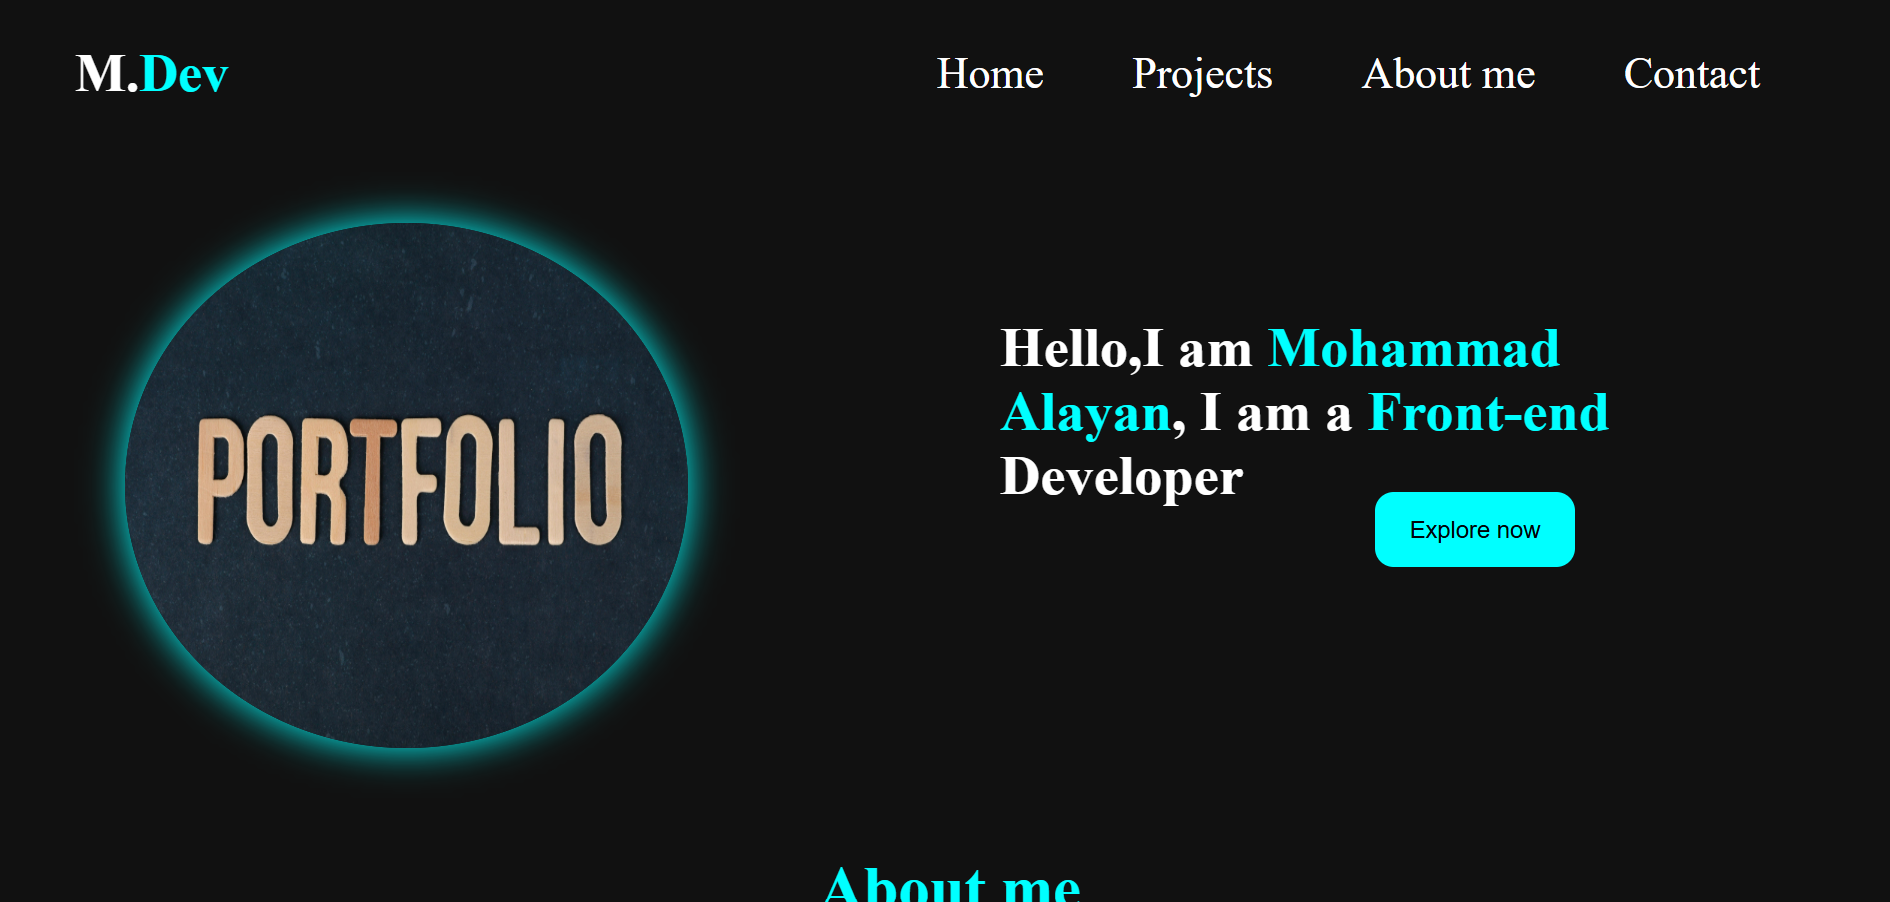 M.Dev
Home
Projects
About me
Contact
PORTFOLIO
Hello,I am Mohammad
Alayan, I am a Front-end
Developer
Explore now
About me